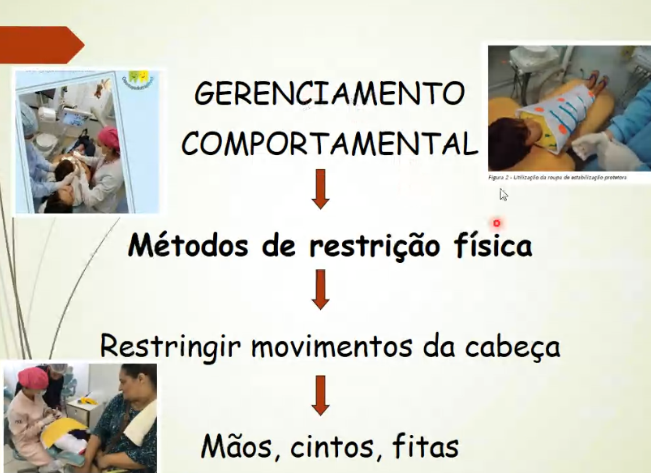 GERENCIAMENTO
COMPORTAMENTAL
Figura 2 - Utilização da roupa de estabilização protetora
Métodos de restrição física
Restringir movimentos da cabeça
Mãos, cintos, fitas